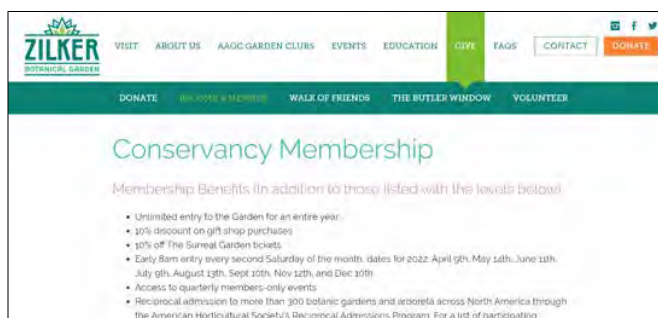 ZILKER
BOTANICAL GARDEN
VISIT ABOUT US AAGC GARDEN CLUBS EVENTS EDUCATION GIVE FAQS CONTACT DONATE
DONATE BECOME A MEMBER WALK OF FRIENDS THE BUTLER WINDOW VOLUNTEER
Conservancy Membership
Membership Benefits (in addition to those listed with the levels below)
• Unlimited entry to the Garden for an entire year
• 10% discount on gift shop purchases
• 10% off The Surreal Garden tickets
• Early 8am entry every second Saturday of the month, dates for 2022: April 9th, May 14th, June 11th,
July 9th, August 13th, Sept 10th, Nov 12th, and Dec 10th
• Access to quarterly members-only events
• Reciprocal admission to more than 300 botanic gardens and arboreta across North America through
the American Horticultural Society's Reciprocal Admissions Program. For a list of participating